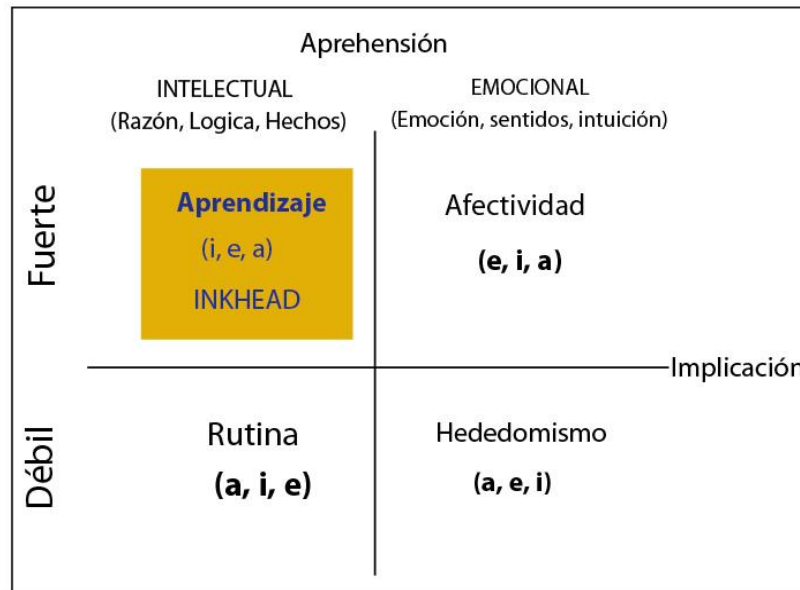 Aprehensión
INTELECTUAL
(Razón, Logica, Hechos)
EMOCIONAL
(Emoción, sentidos, intuición)
Fuerte
Aprendizaje
(i, e, a)
INKHEAD
Afectividad
(e, i, a)
Implicación
Débil
Rutina
(a, i, e)
Hededomismo
(a, e, i)